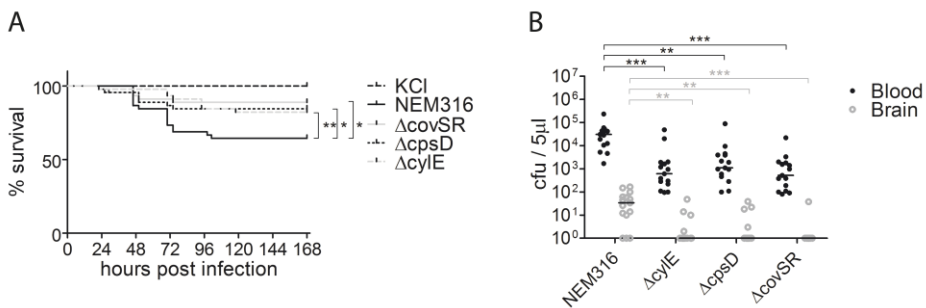 A
% survival
100
50
0
0 24 48 72 96 120 144 168
hours post infection
** * *
KCl
NEM316
ΔcovSR
ΔcpsD
ΔcylE
B
***
**
***
***
**
**
cfu / 5µl
10⁷
10⁶
10⁵
10⁴
10³
10²
10¹
10⁰
NEM316
ΔcylE
ΔcpsD
ΔcovSR
Blood
Brain